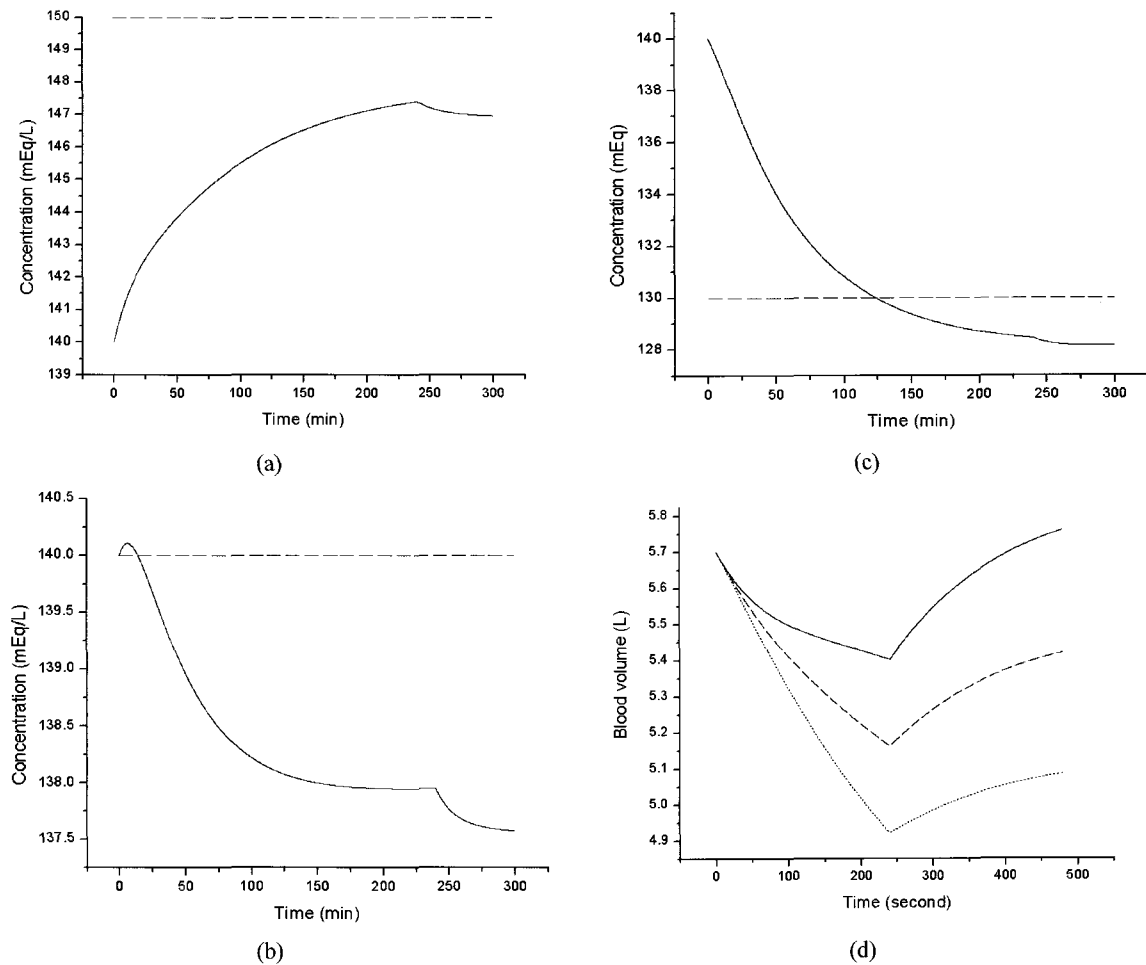 150
149
148
147
146
145
144
143
142
141
140
139
Concentration (mEq/L)
0 50 100 150 200 250 300
Time (min)
(a)
140
138
136
134
132
130
128
Concentration (mEq)
0 50 100 150 200 250 300
Time (min)
(c)
140.5
140.0
139.5
139.0
138.5
138.0
137.5
Concentration (mEq/L)
0 50 100 150 200 250 300
Time (min)
(b)
5.8
5.7
5.6
5.5
5.4
5.3
5.2
5.1
5.0
4.9
Blood volume (L)
0 100 200 300 400 500
Time (second)
(d)